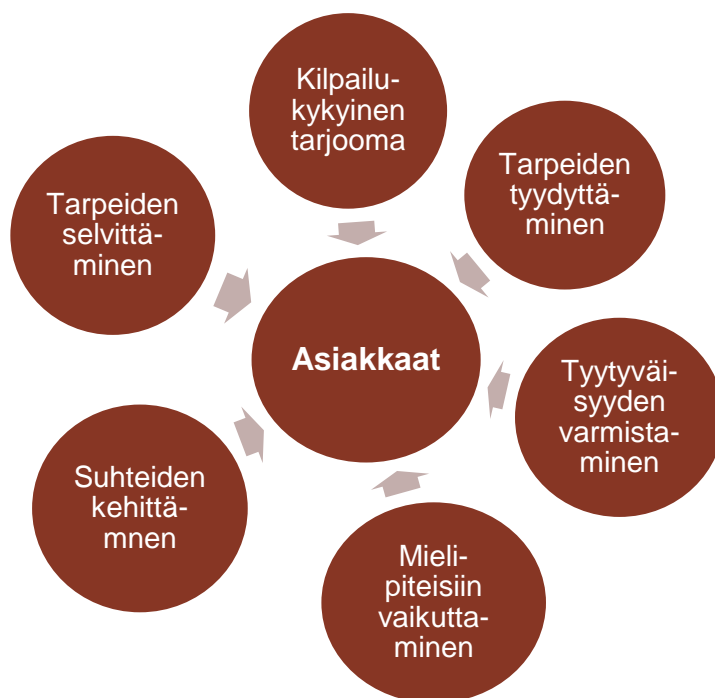 Kilpailu-
kykyinen
tarjooma
Tarpeiden
tyydyttä-
minen
Tarpeiden
selvittä-
minen
Asiakkaat
Tyytyväi-
syyden
varmista-
minen
Suhteiden
kehittä-
mnen
Mieli-
piteisiin
vaikutta-
minen